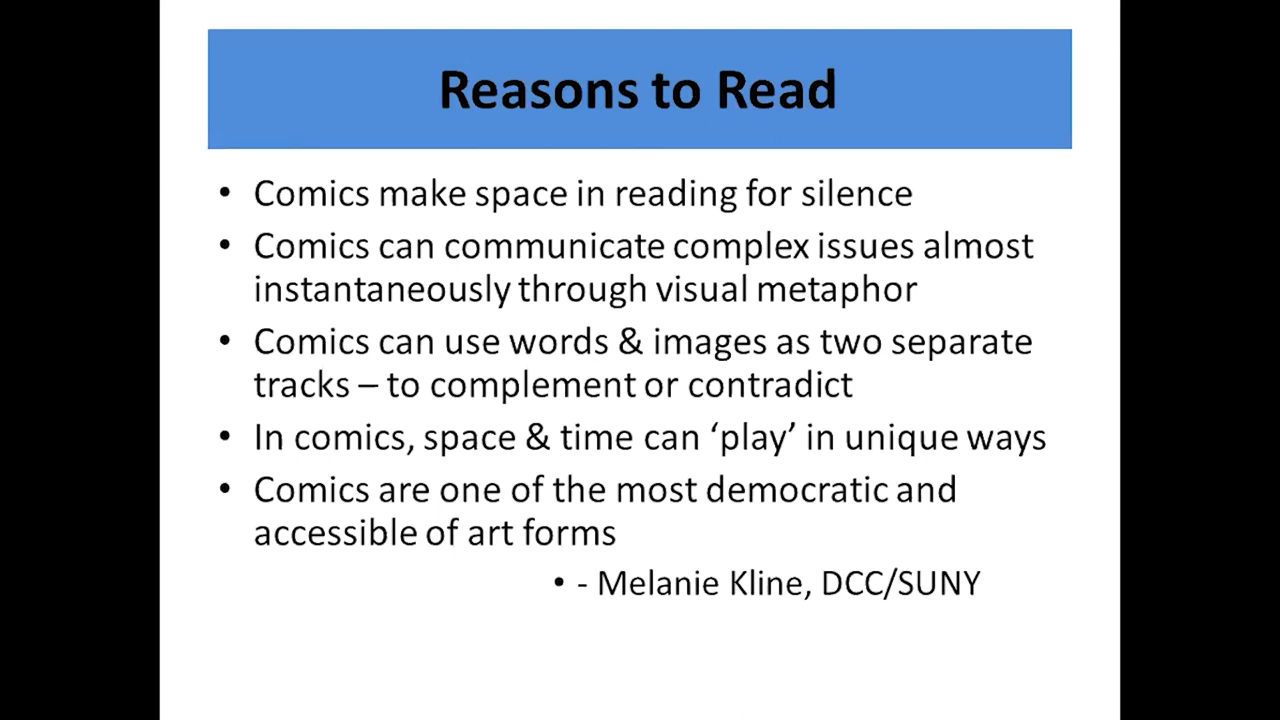 Reasons to Read
• Comics make space in reading for silence
• Comics can communicate complex issues almost
instantaneously through visual metaphor
• Comics can use words & images as two separate
tracks – to complement or contradict
• In comics, space & time can ‘play’ in unique ways
• Comics are one of the most democratic and
accessible of art forms
• - Melanie Kline, DCC/SUNY